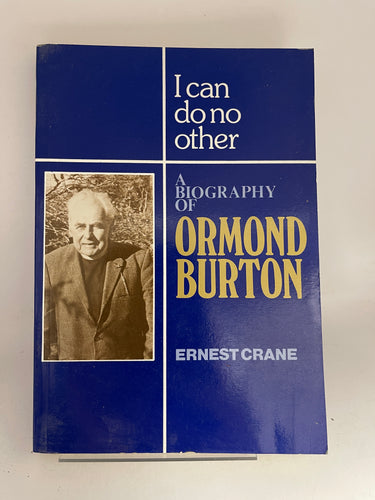 I can
do no
other
A
BIOGRAPHY
OF
ORMOND
BURTON
ERNEST CRANE